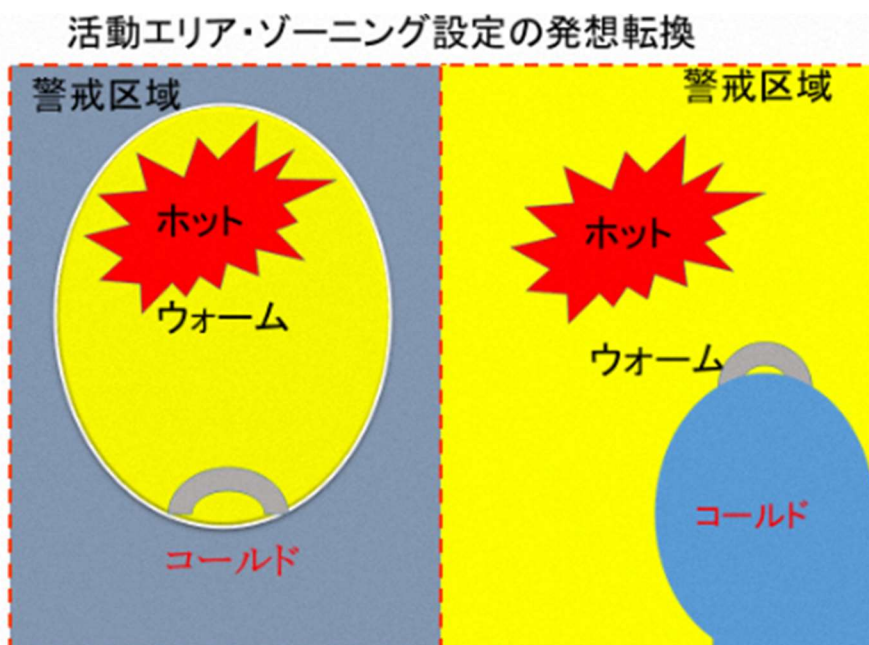 活動エリア・ゾーニング設定の発想転換
警戒区域
ホット
ウォーム
コールド
警戒区域
ホット
ウォーム
コールド